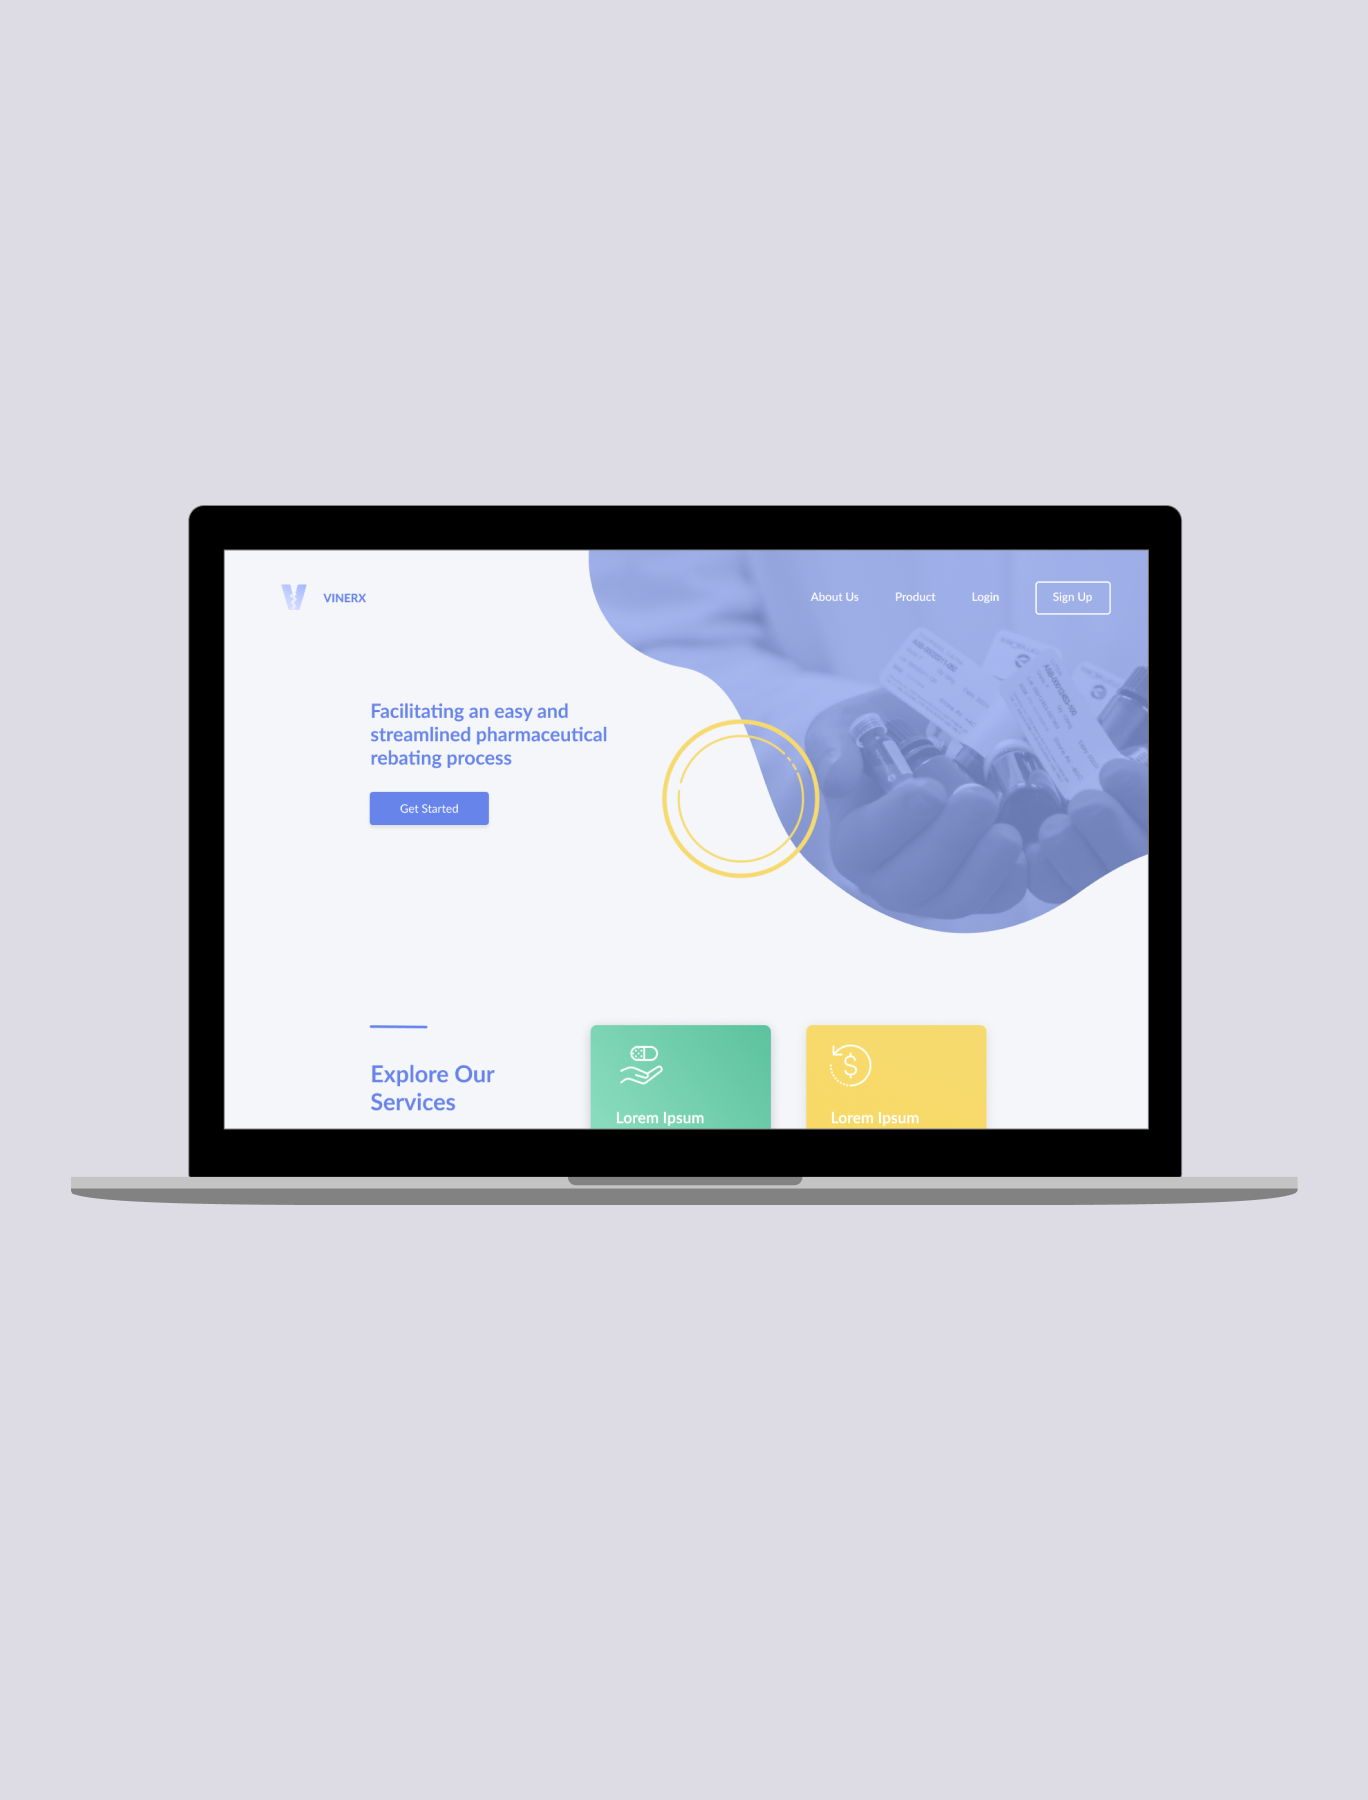 VINERX
About Us
Product
Login
Sign Up
Facilitating an easy and
streamlined pharmaceutical
rebating process
Get Started
Explore Our
Services
Lorem Ipsum
Lorem Ipsum